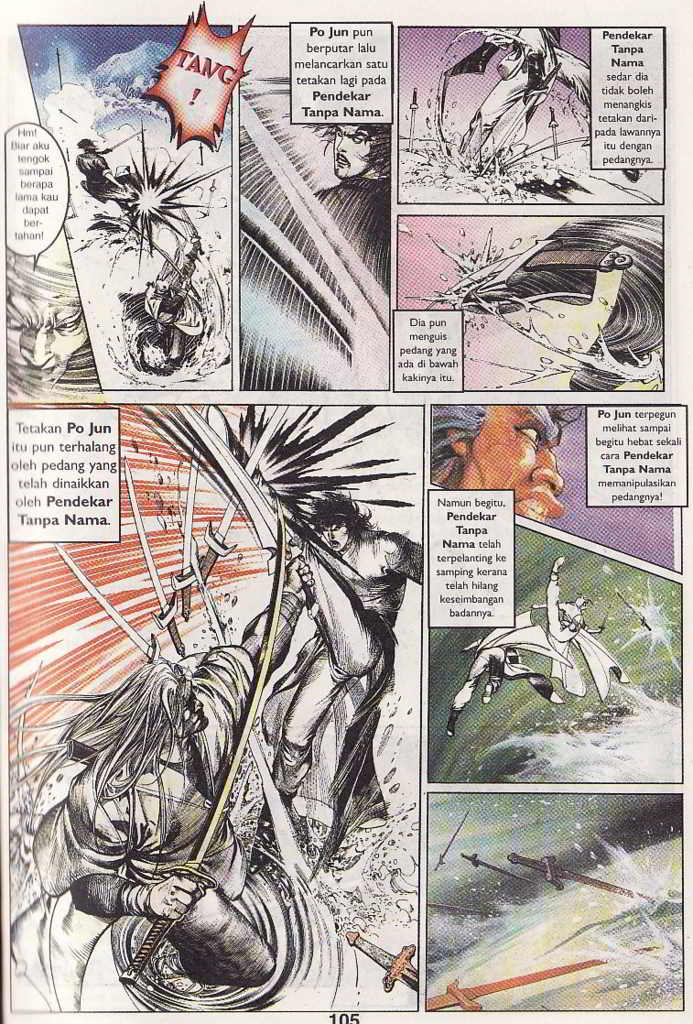 TANG
!
Hm!
Biar aku
tengok
sampai
berapa
lama kau
dapat
ber-
tahan!
Po Jun pun
berputar lalu
melancarkan satu
tetakan lagi pada
Pendekar
Tanpa Nama.
Pendekar
Tanpa
Nama
sedar dia
tidak boleh
menangkis
tetakan dari-
pada lawannya
itu dengan
pedangnya.
Dia pun
menguis
pedang yang
ada di bawah
kakinya itu.
Tetakan Po Jun
itu pun terhalang
oleh pedang yang
telah dinaikkan
oleh Pendekar
Tanpa Nama.
Po Jun terpegun
melihat sampai
begitu hebat sekali
cara Pendekar
Tanpa Nama
memanipulasikan
pedangnya!
Namun begitu,
Pendekar
Tanpa
Nama telah
terpelanting ke
samping kerana
telah hilang
keseimbangan
badannya.
105